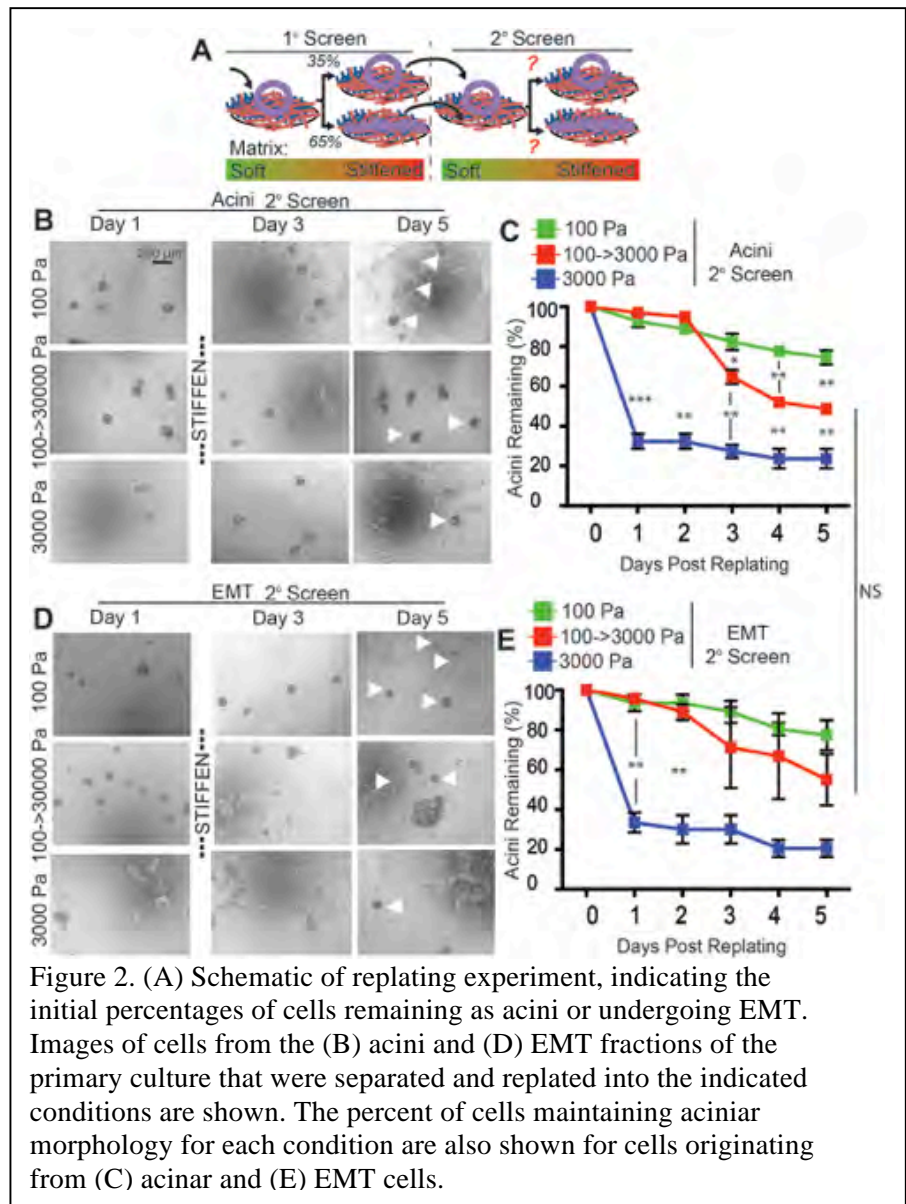 A
1° Screen 2° Screen
35% ?
65% ?
Matrix:
Soft Stiffened Soft Stiffened
B
Acini 2° Screen
Day 1 Day 3 Day 5
200 µm
100 Pa
100->30000 Pa
3000 Pa
***STIFFEN***
C
100 Pa
100->3000 Pa
3000 Pa
Acini
2° Screen
Acini Remaining (%)
100
80
60
40
20
0
* ** **
*** ** ** ** **
0 1 2 3 4 5
Days Post Replating
NS
D
EMT 2° Screen
Day 1 Day 3 Day 5
100 Pa
100->30000 Pa
3000 Pa
***STIFFEN***
E
100 Pa
100->3000 Pa
3000 Pa
EMT
2° Screen
Acini Remaining (%)
100
80
60
40
20
0
** **
0 1 2 3 4 5
Days Post Replating
Figure 2. (A) Schematic of replating experiment, indicating the
initial percentages of cells remaining as acini or undergoing EMT.
Images of cells from the (B) acini and (D) EMT fractions of the
primary culture that were separated and replated into the indicated
conditions are shown. The percent of cells maintaining aciniar
morphology for each condition are also shown for cells originating
from (C) acinar and (E) EMT cells.